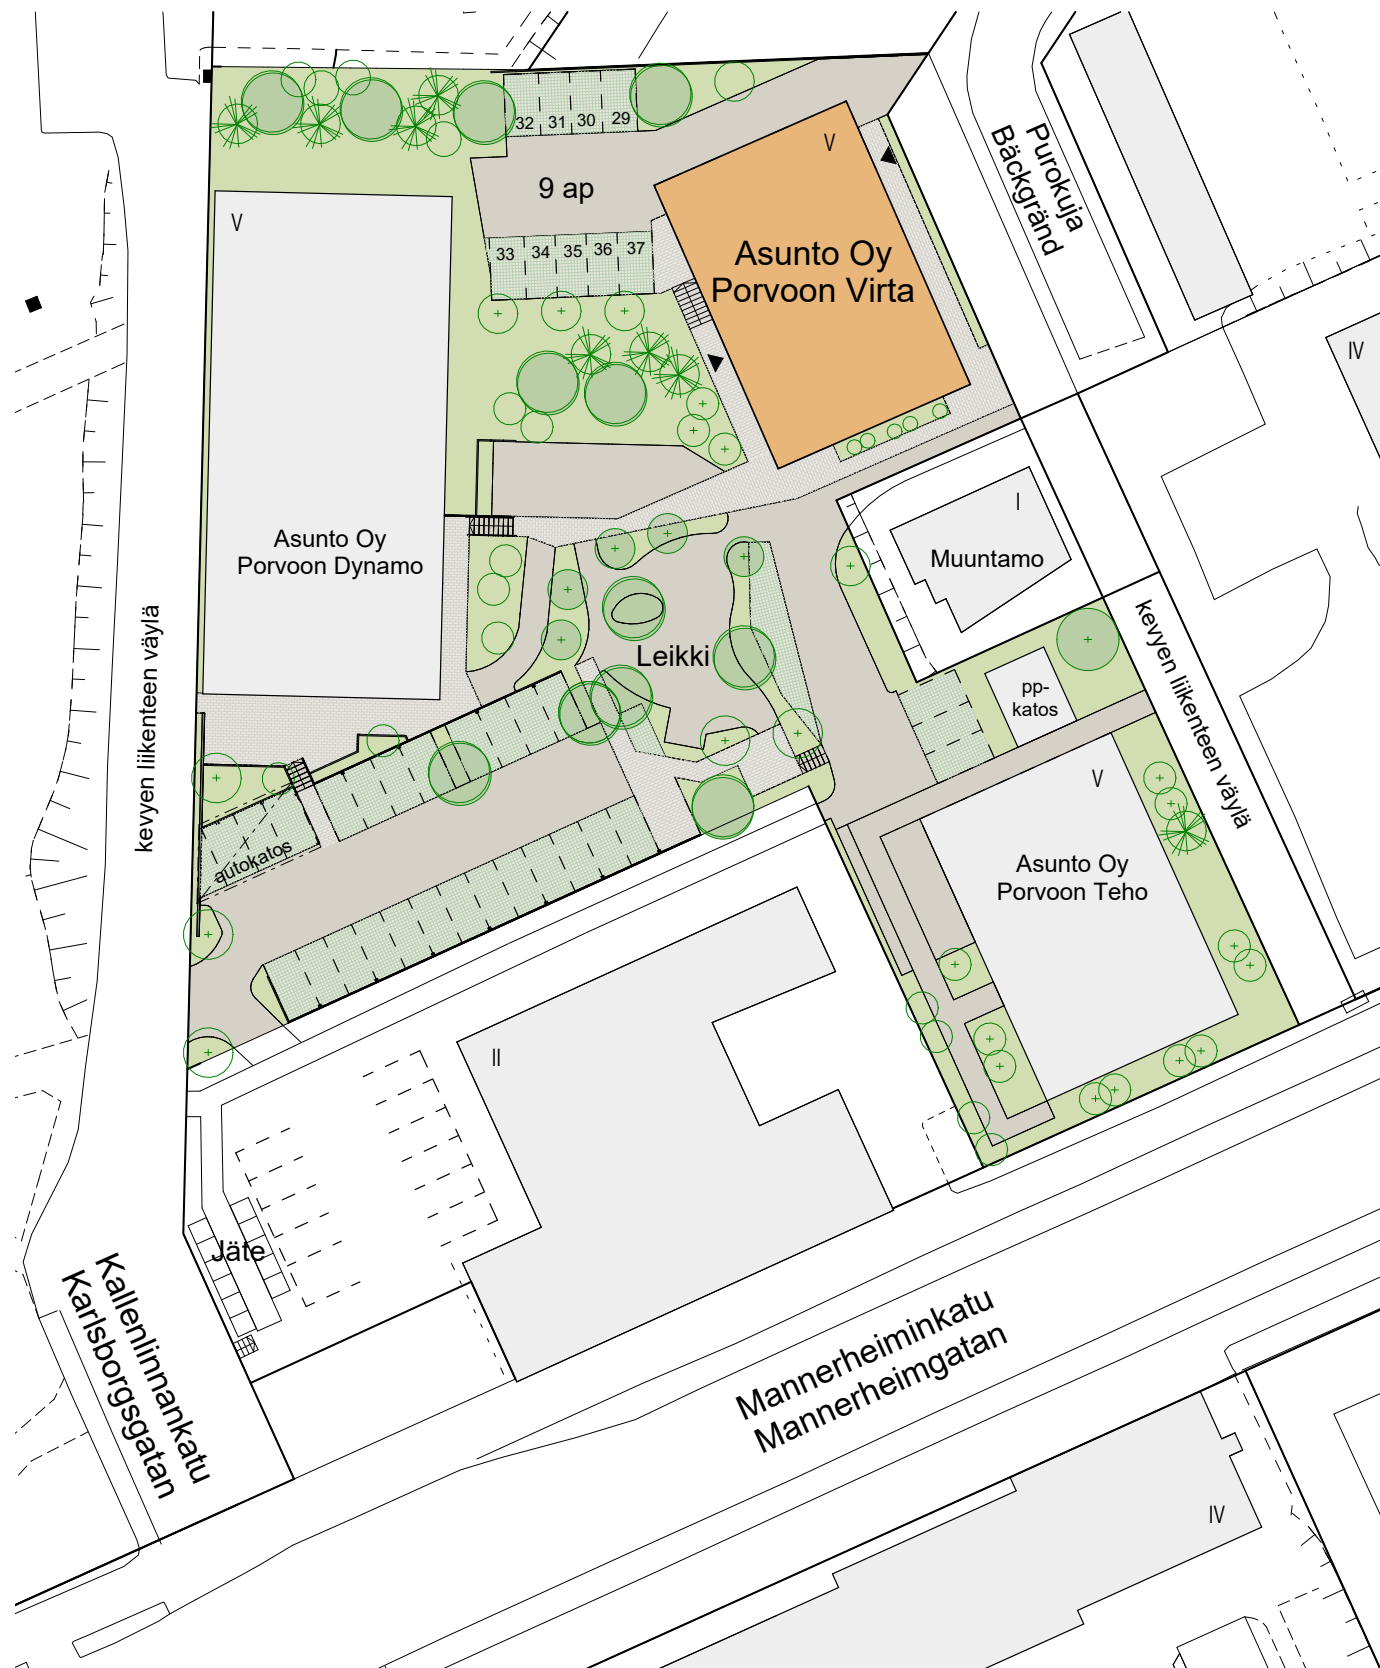 32 31 30 29
9 ap
33 34 35 36 37
V
V
Asunto Oy
Porvoon Virta
Purokuja
Bäckgränd
IV
I
Muuntamo
Asunto Oy
Porvoon Dynamo
kevyen liikenteen väylä
Leikki
pp-
katos
kevyen liikenteen väylä
autokatos
V
Asunto Oy
Porvoon Teho
II
Jäte
Kallenlinnankatu
Karlsborgsgatan
Mannerheiminkatu
Mannerheimgatan
IV